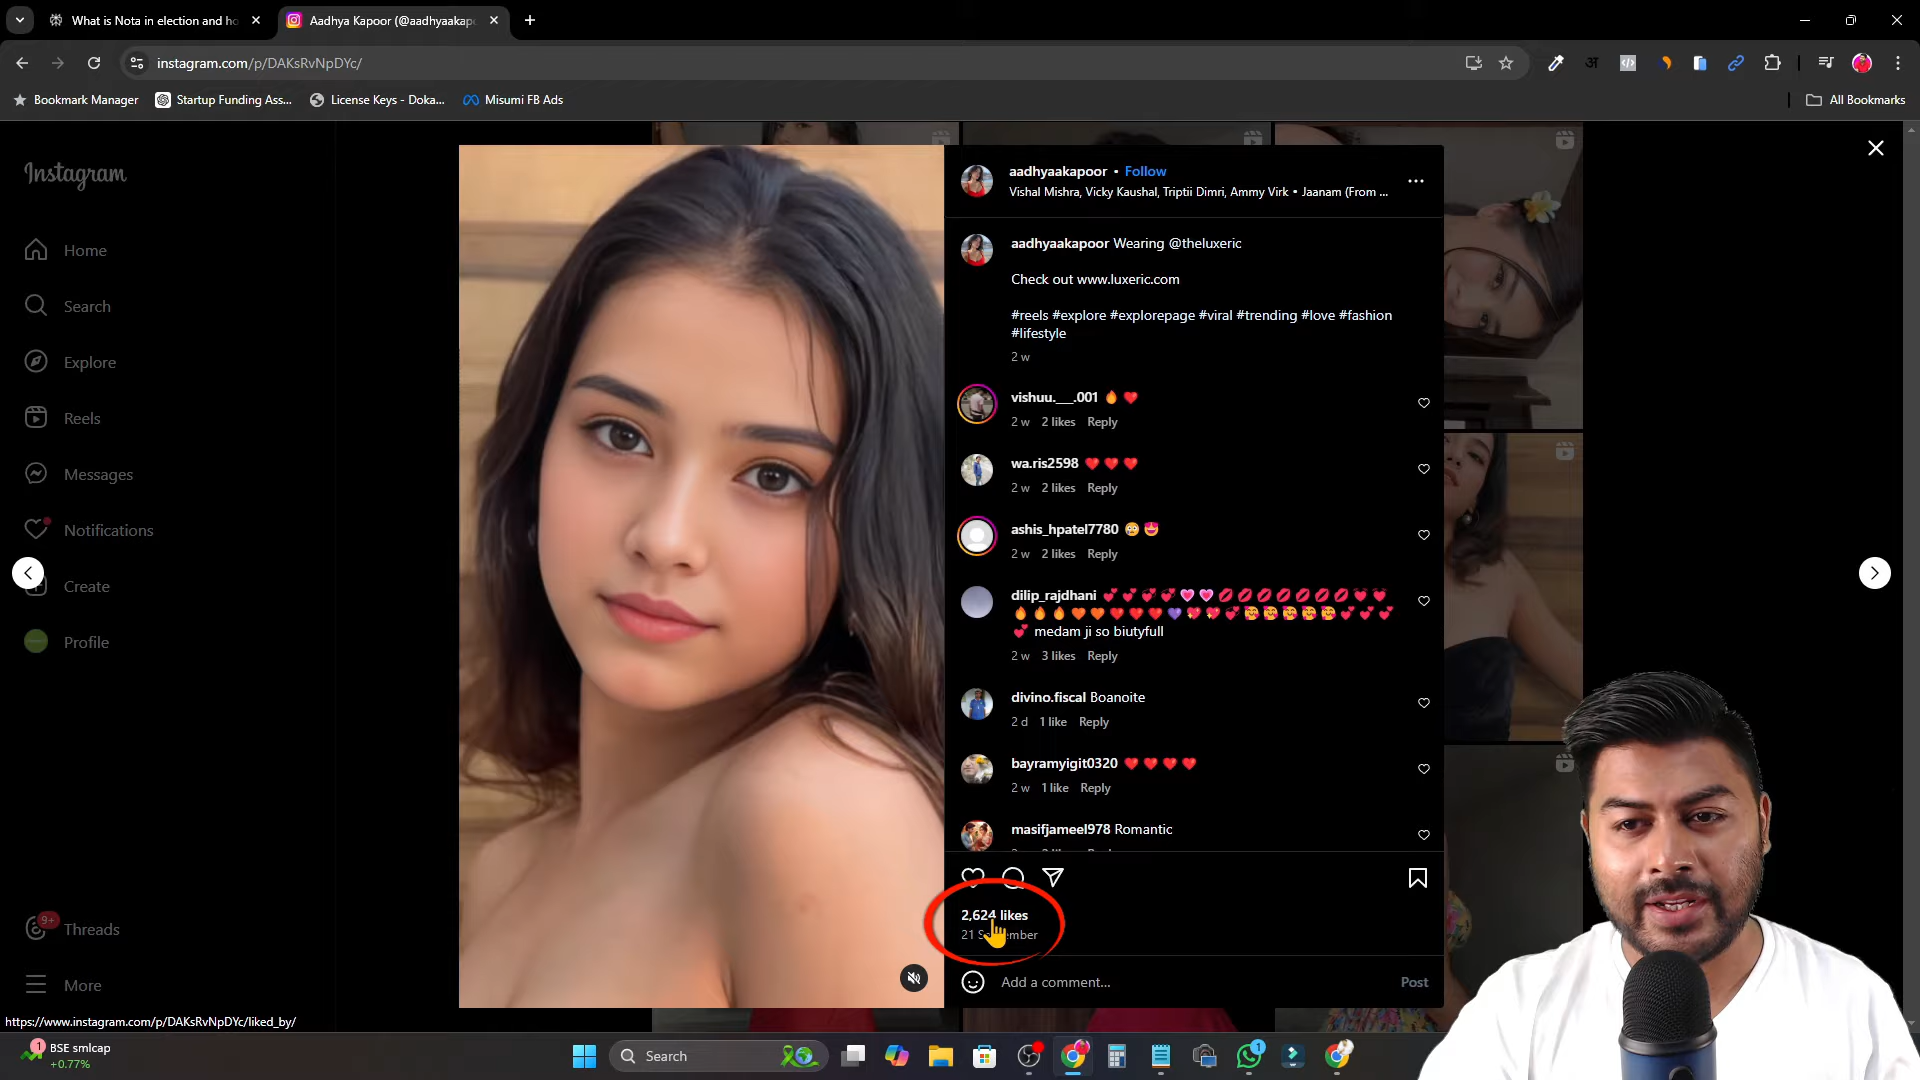 What is Nota in election and ho
Aadhya Kapoor (@aadhyaakapo
instagram.com/p/DAKsRvNpDYc/
अ
Bookmark Manager
Startup Funding Ass...
License Keys - Doka...
Misumi FB Ads
All Bookmarks
Instagram
Home
Search
Explore
Reels
Messages
Notifications
Create
Profile
9+
Threads
More
aadhyaakapoor • Follow
Vishal Mishra, Vicky Kaushal, Triptii Dimri, Ammy Virk • Jaanam (From ...
aadhyaakapoor Wearing @theluxeric
Check out www.luxeric.com
#reels #explore #explorepage #viral #trending #love #fashion
#lifestyle
2 w
vishuu.___.001 🔥 ❤️
2 w 2 likes Reply
wa.ris2598 ❤️ ❤️ ❤️
2 w 2 likes Reply
ashis_hpatel7780 😳 😍
2 w 2 likes Reply
dilip_rajdhani
medam ji so biutyfull
2 w 3 likes Reply
divino.fiscal Boanoite
2 d 1 like Reply
bayramyigit0320 ❤️ ❤️ ❤️ ❤️
2 w 1 like Reply
masifjameel978 Romantic
2,624 likes
21
Add a comment...
Post
https://www.instagram.com/p/DAKsRvNpDYc/liked_by/
1
BSE smlcap
+0.77%
Search
1